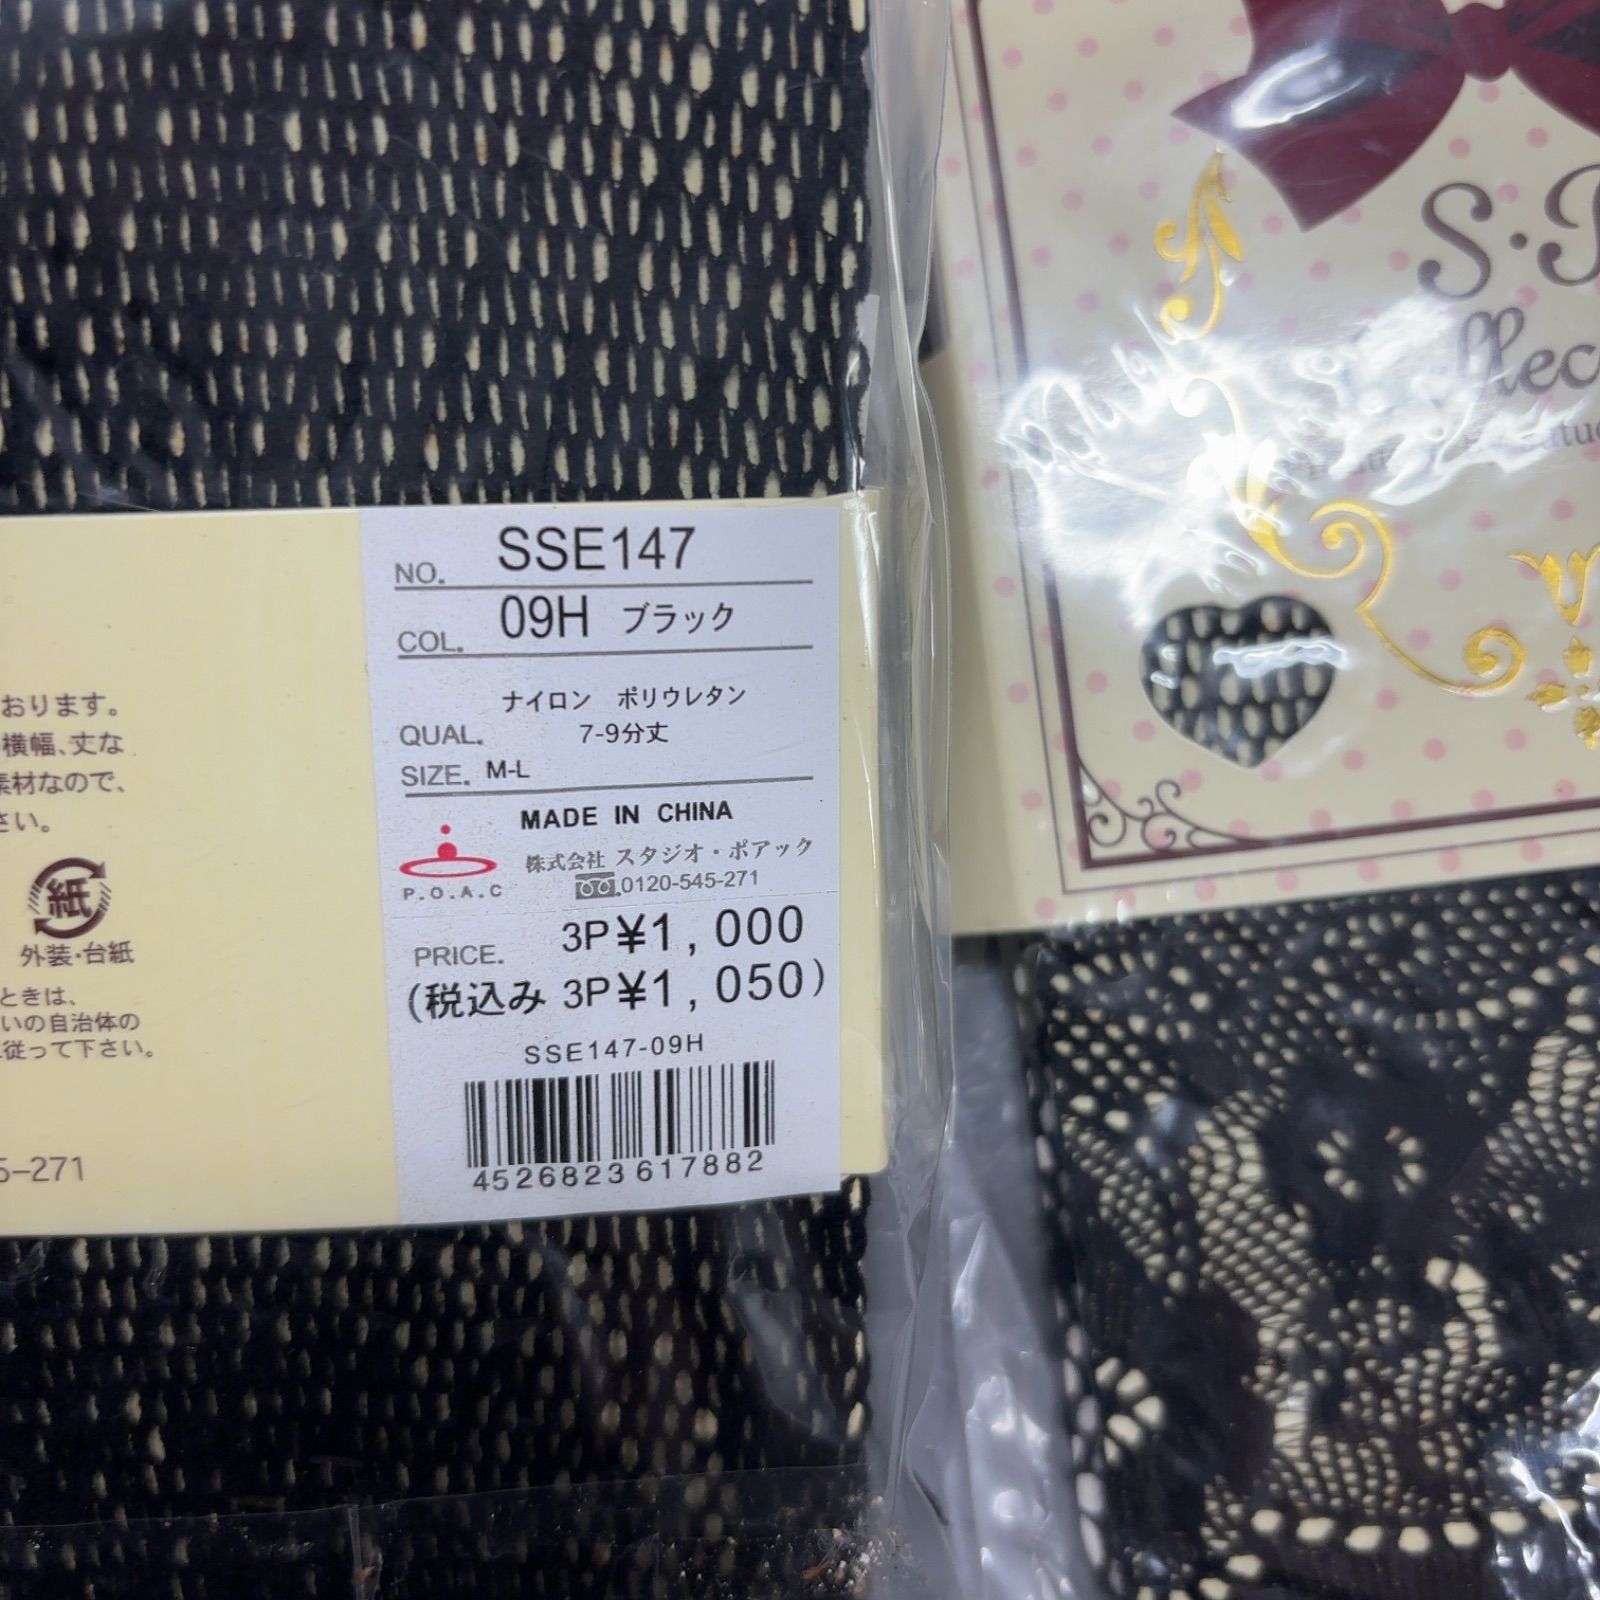 NO. SSE147
COL. 09H ブラック
QUAL. ナイロン ポリウレタン
7-9分丈
SIZE. M-L
MADE IN CHINA
P.O.A.C
株式会社 スタジオ・ポアック
0120-545-271
PRICE. 3P¥1,000
(税込み 3P¥1,050)
SSE147-09H
4526823617882
おります。
横幅、丈な
素材なので、
さい。
紙
外装・台紙
ときは、
いの自治体の
従って下さい。
5-271
S・
llec